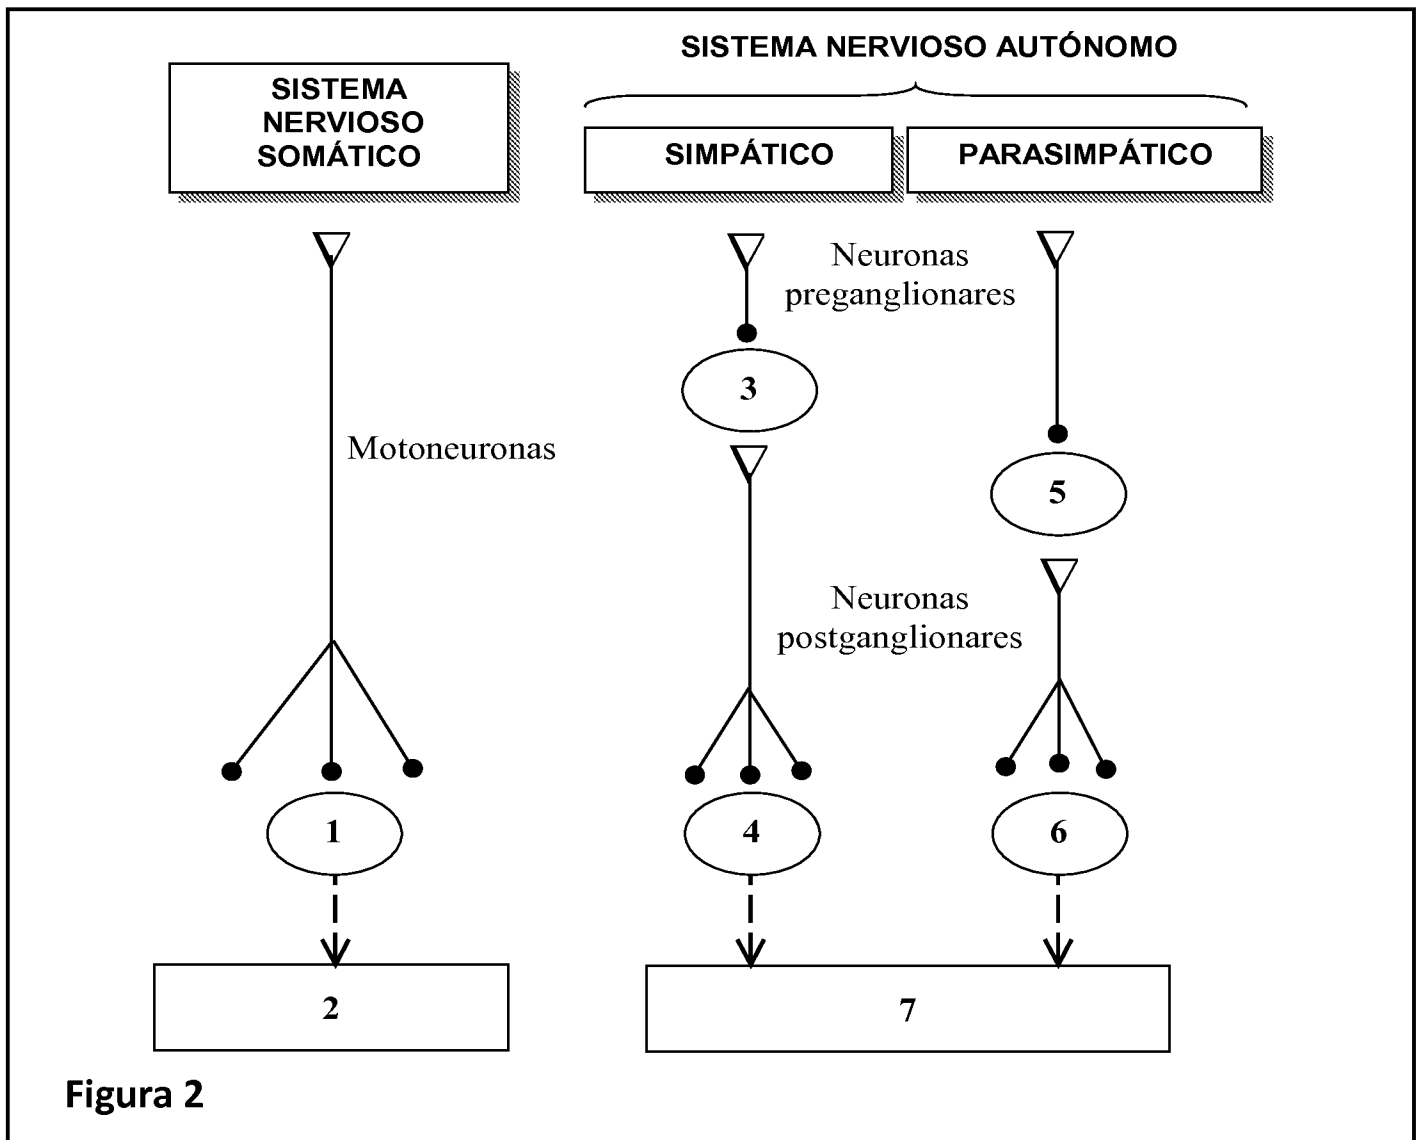 SISTEMA NERVIOSO AUTÓNOMO
SISTEMA
NERVIOSO
SOMÁTICO
SIMPÁTICO
PARASIMPÁTICO
Neuronas
preganglionares
3
Motoneuronas
5
Neuronas
postganglionares
1
4
6
2
7
Figura 2